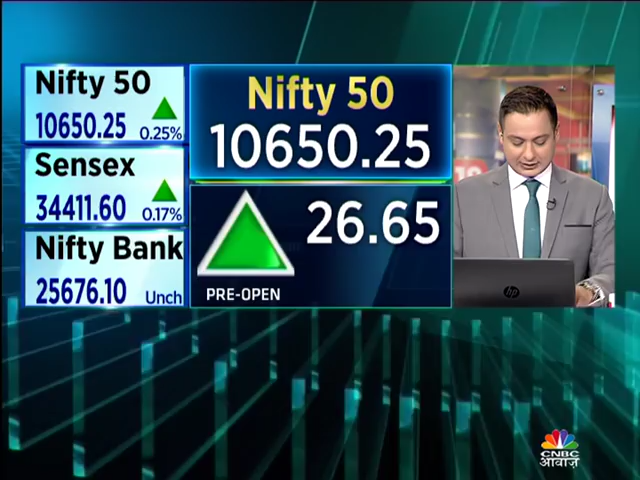 Nifty 50
10650.25
0.25%
Sensex
34411.60
0.17%
Nifty Bank
25676.10 Unch
Nifty 50
10650.25
26.65
PRE-OPEN
18
hp
CNBC
आवाज़